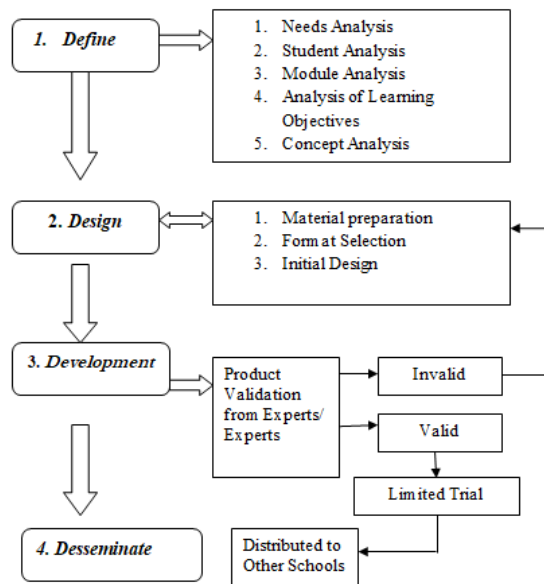 1. Define
1. Needs Analysis
2. Student Analysis
3. Module Analysis
4. Analysis of Learning
Objectives
5. Concept Analysis
2. Design
1. Material preparation
2. Format Selection
3. Initial Design
3. Development
Product
Validation
from Experts/
Experts
Invalid
Valid
Limited Trial
4. Desseminate
Distributed to
Other Schools